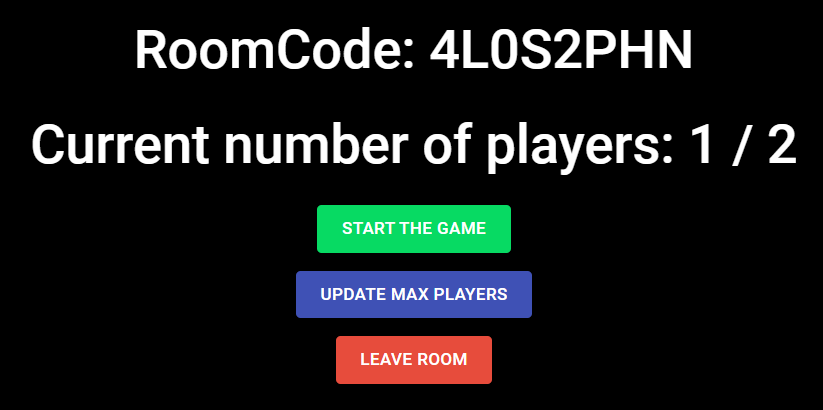 RoomCode: 4L0S2PHN
Current number of players: 1 / 2
START THE GAME
UPDATE MAX PLAYERS
LEAVE ROOM